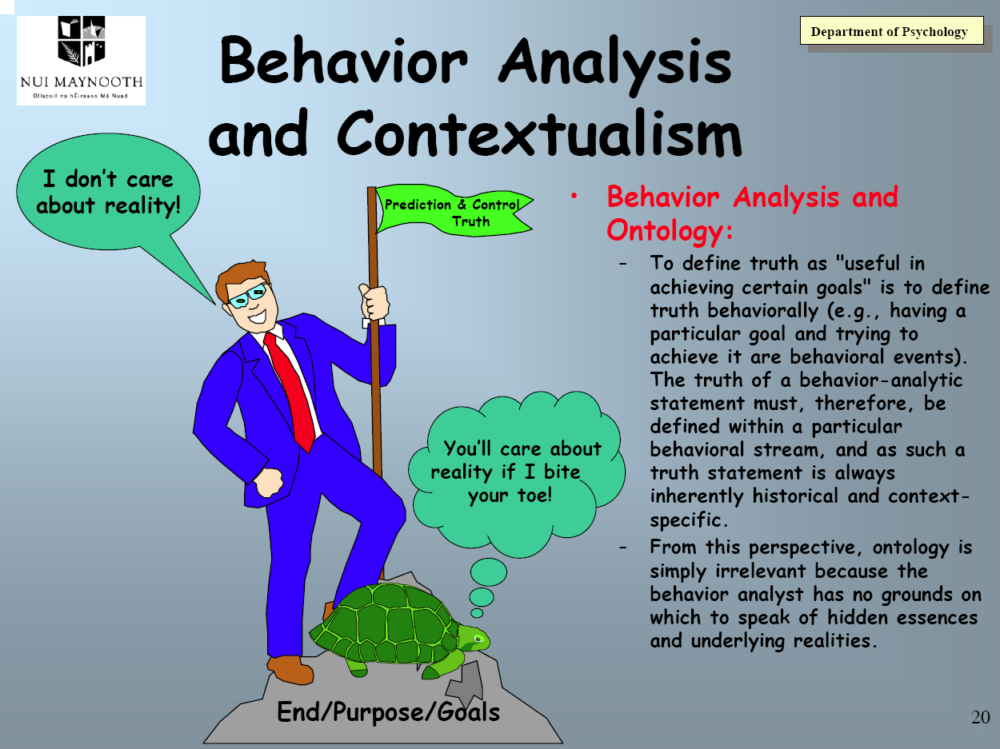 NUI MAYNOOTH
Ollscoil na hÉireann Má Nuad
Department of Psychology
Behavior Analysis
and Contextualism
I don't care
about reality!
Prediction & Control
Truth
You'll care about
reality if I bite
your toe!
End/Purpose/Goals
• Behavior Analysis and
Ontology:
– To define truth as "useful in
achieving certain goals" is to define
truth behaviorally (e.g., having a
particular goal and trying to
achieve it are behavioral events).
The truth of a behavior-analytic
statement must, therefore, be
defined within a particular
behavioral stream, and as such a
truth statement is always
inherently historical and context-
specific.
– From this perspective, ontology is
simply irrelevant because the
behavior analyst has no grounds on
which to speak of hidden essences
and underlying realities.
20